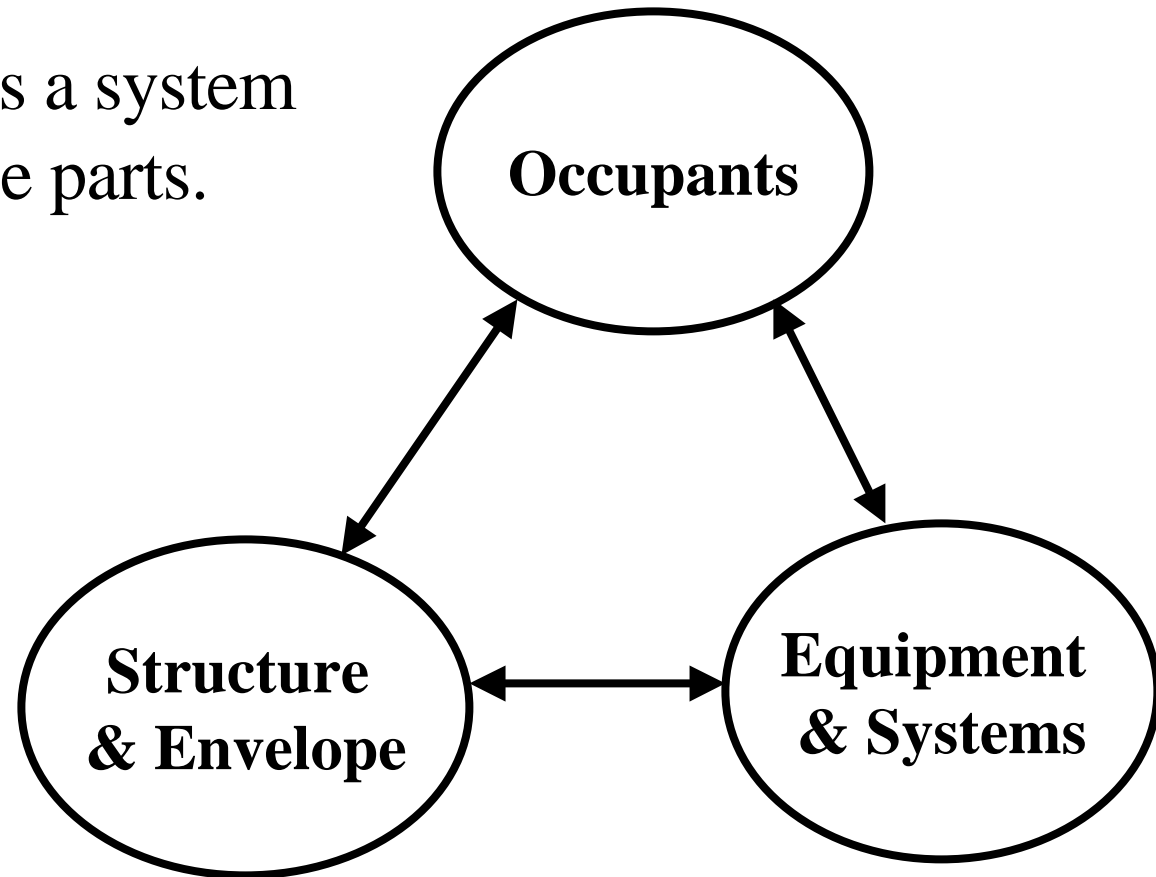 s a system
e parts.
Occupants
Structure
& Envelope
Equipment
& Systems